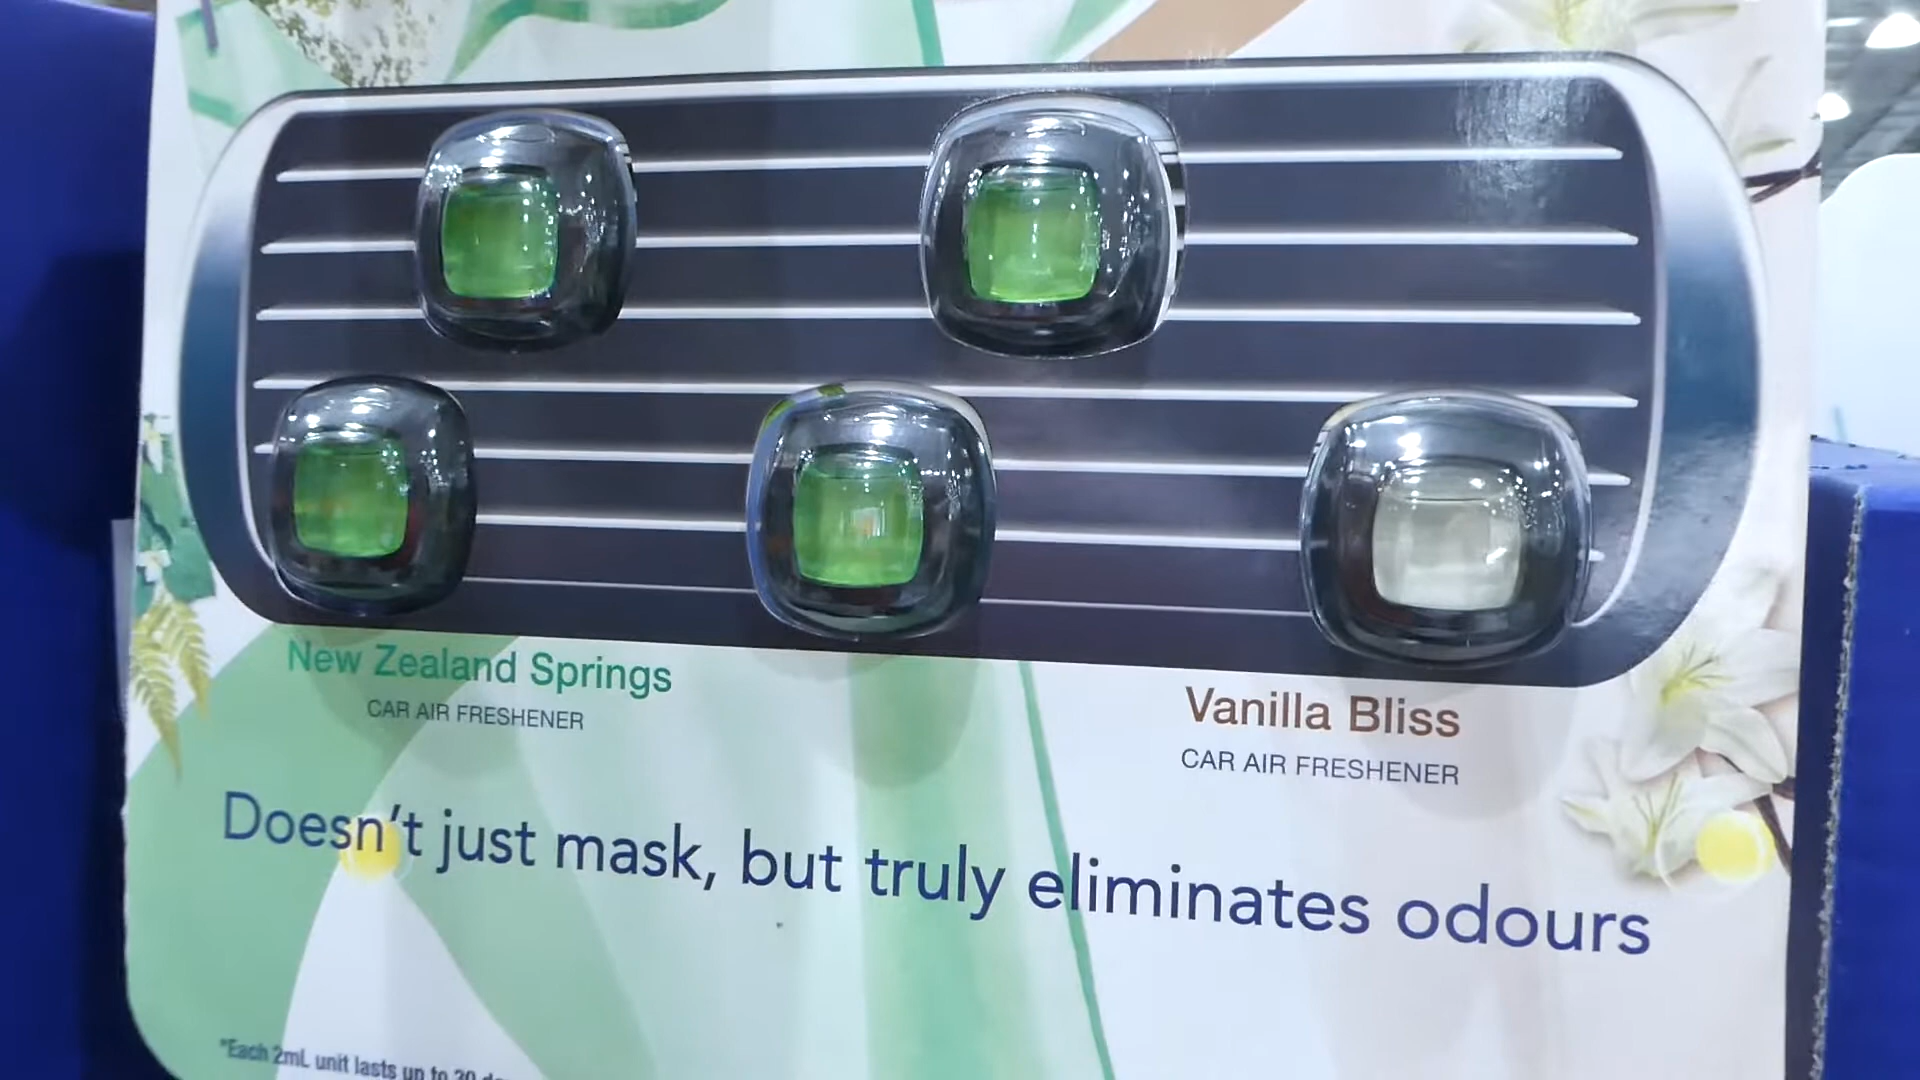 New Zealand Springs
CAR AIR FRESHENER
Vanilla Bliss
CAR AIR FRESHENER
Doesn't just mask, but truly eliminates odours
*Each 2mL unit lasts up to 30